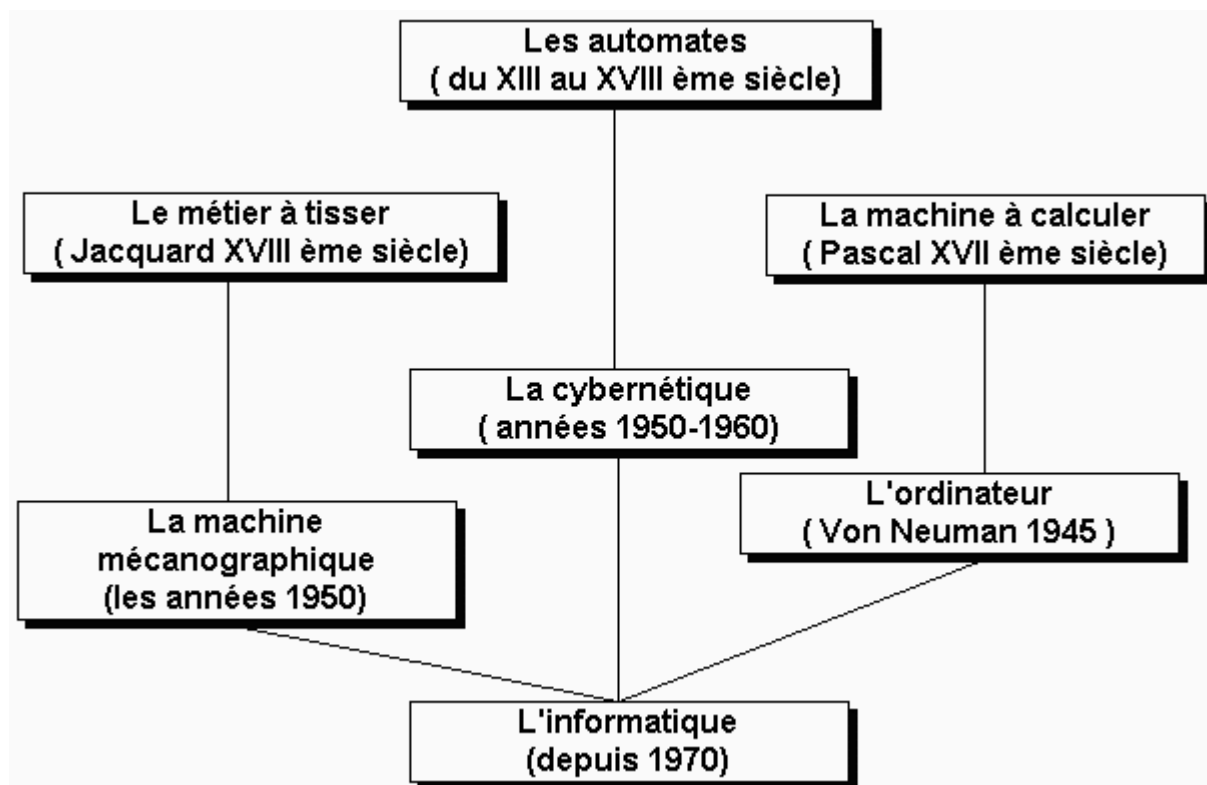 Les automates
( du XIII au XVIII ème siècle)
Le métier à tisser
( Jacquard XVIII ème siècle)
La machine à calculer
( Pascal XVII ème siècle)
La cybernétique
( années 1950-1960)
L'ordinateur
( Von Neuman 1945 )
La machine
mécanographique
(les années 1950)
L'informatique
(depuis 1970)